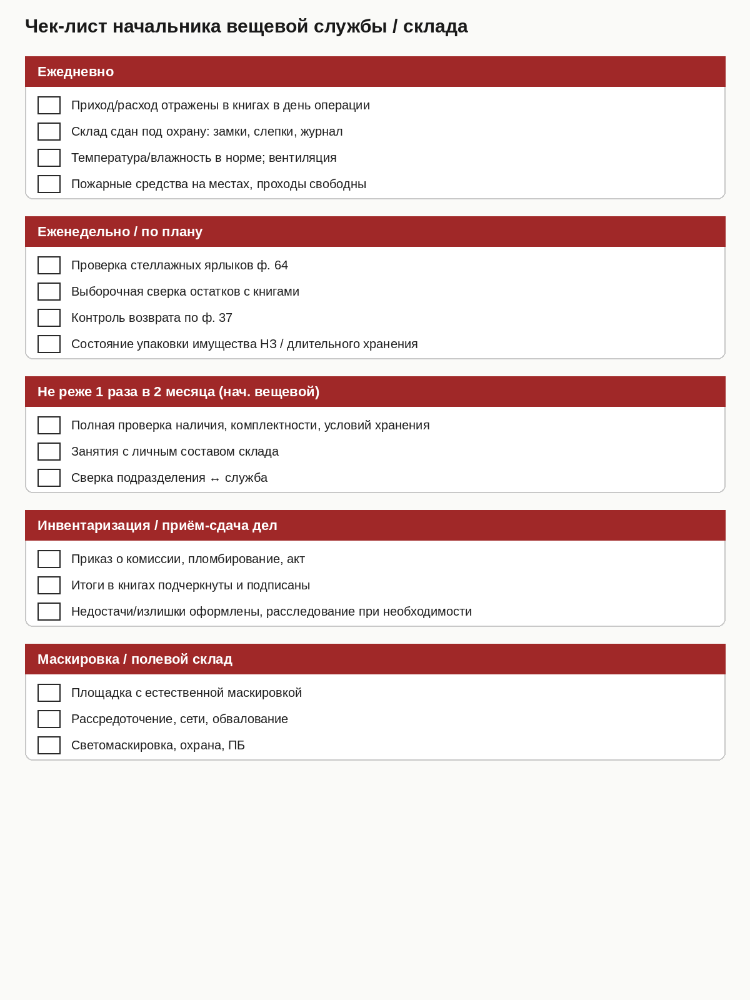 Чек-лист начальника вещевой службы / склада
Ежедневно
Приход/расход отражены в книгах в день операции
Склад сдан под охрану: замки, слепки, журнал
Температура/влажность в норме; вентиляция
Пожарные средства на местах, проходы свободны
Еженедельно / по плану
Проверка стеллажных ярлыков ф. 64
Выборочная сверка остатков с книгами
Контроль возврата по ф. 37
Состояние упаковки имущества НЗ / длительного хранения
Не реже 1 раза в 2 месяца (нач. вещевой)
Полная проверка наличия, комплектности, условий хранения
Занятия с личным составом склада
Сверка подразделения ↔ служба
Инвентаризация / приём-сдача дел
Приказ о комиссии, пломбирование, акт
Итоги в книгах подчеркнуты и подписаны
Недостачи/излишки оформлены, расследование при необходимости
Маскировка / полевой склад
Площадка с естественной маскировкой
Рассредоточение, сети, обвалование
Светомаскировка, охрана, ПБ